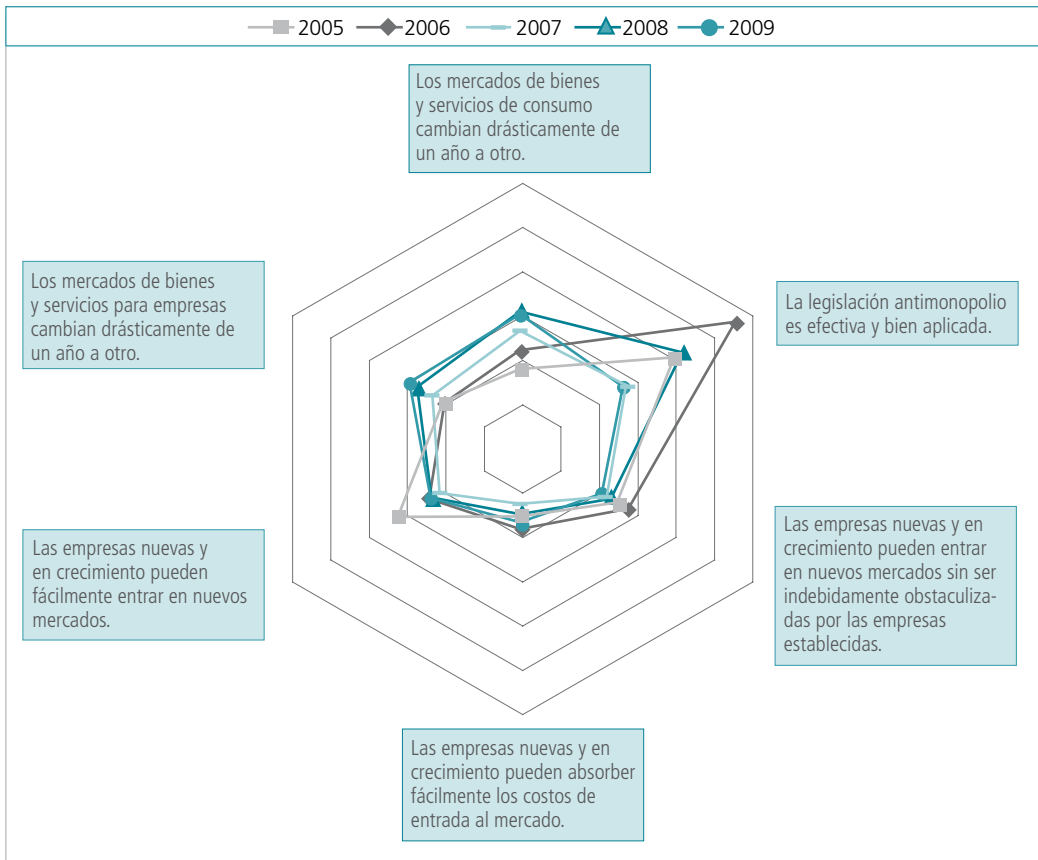 2005 2006 2007 2008 2009
Los mercados de bienes
y servicios de consumo
cambian drásticamente de
un año a otro.
Los mercados de bienes
y servicios para empresas
cambian drásticamente de
un año a otro.
La legislación antimonopolio
es efectiva y bien aplicada.
Las empresas nuevas y
en crecimiento pueden
fácilmente entrar en nuevos
mercados.
Las empresas nuevas y en
crecimiento pueden entrar
en nuevos mercados sin ser
indebidamente obstaculiza-
das por las empresas
establecidas.
Las empresas nuevas y en
crecimiento pueden absorber
fácilmente los costos de
entrada al mercado.